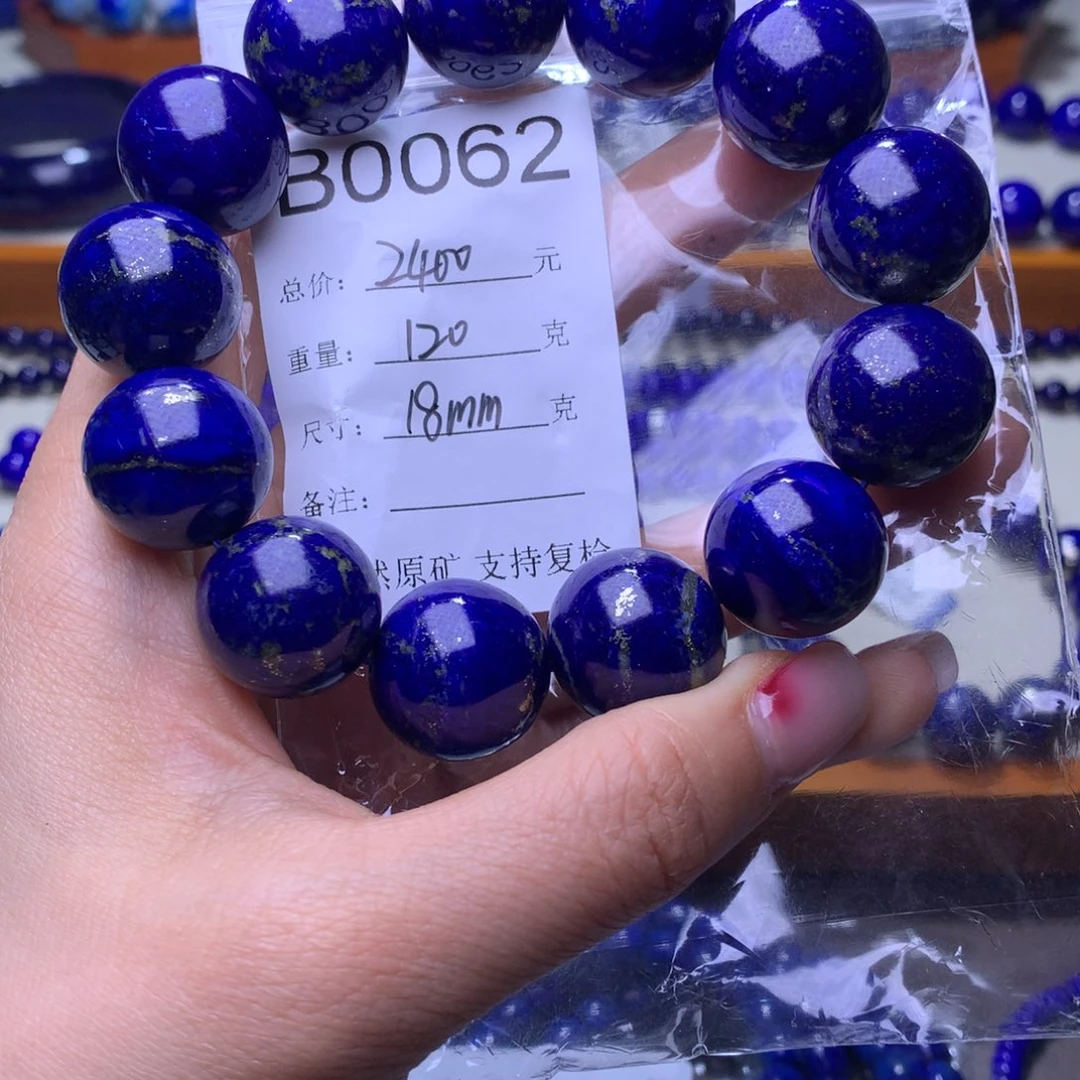 B0062
总价： 2400 元
重量： 120 克
尺寸： 18mm 克
备注：
然原矿 支持复检